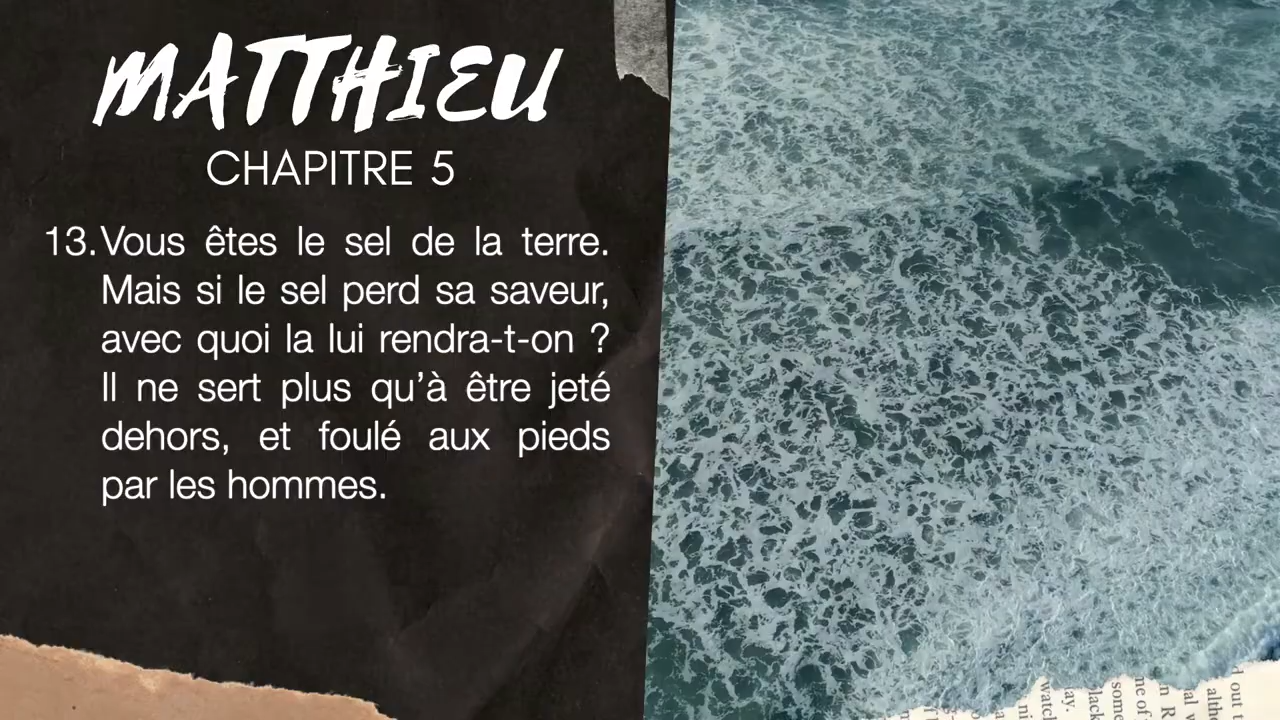 MATTHIEU
CHAPITRE 5
13. Vous êtes le sel de la terre.
Mais si le sel perd sa saveur,
avec quoi la lui rendra-t-on ?
Il ne sert plus qu’à être jeté
dehors, et foulé aux pieds
par les hommes.